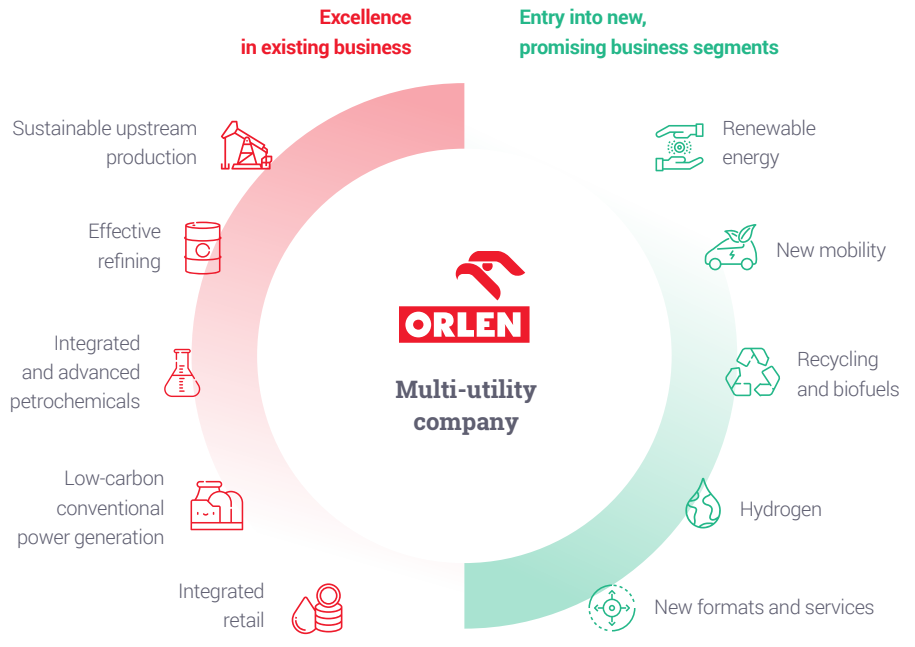 Excellence
in existing business
Entry into new,
promising business segments
Sustainable upstream
production
Effective
refining
Integrated
and advanced
petrochemicals
Low-carbon
conventional
power generation
Integrated
retail
ORLEN
Multi-utility
company
Renewable
energy
New mobility
Recycling
and biofuels
Hydrogen
New formats and services